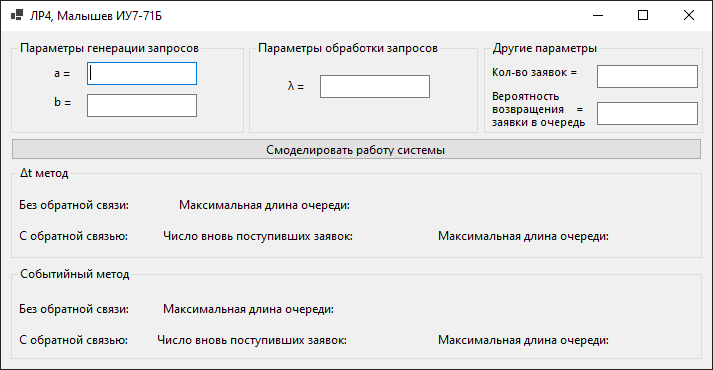 ЛР4, Малышев ИУ7-71Б
Параметры генерации запросов
a =
b =
Параметры обработки запросов
λ =
Другие параметры
Кол-во заявок =
Вероятность
возвращения =
заявки в очередь
Смоделировать работу системы
Δt метод
Без обратной связи: Максимальная длина очереди:
С обратной связью: Число вновь поступивших заявок: Максимальная длина очереди:
Событийный метод
Без обратной связи: Максимальная длина очереди:
С обратной связью: Число вновь поступивших заявок: Максимальная длина очереди: